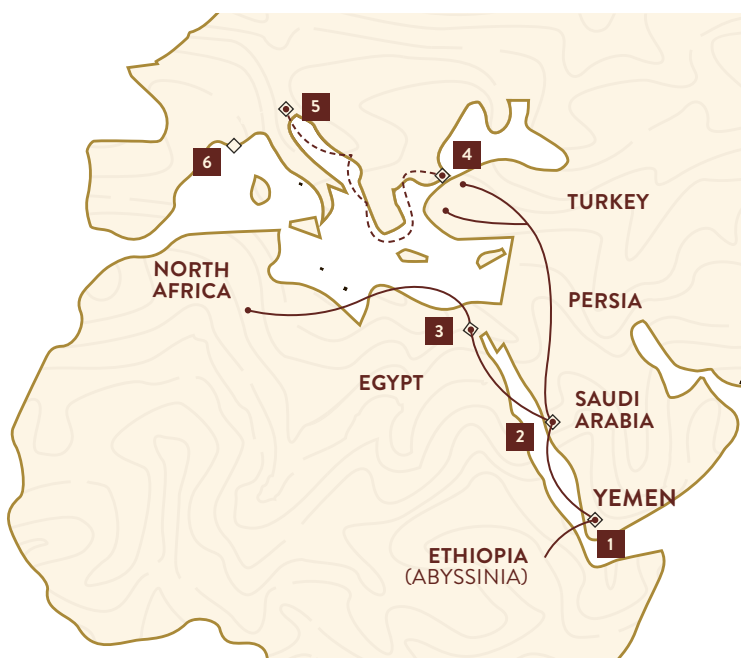 5
4
6
TURKEY
NORTH
AFRICA
PERSIA
3
EGYPT
SAUDI
ARABIA
2
YEMEN
1
ETHIOPIA
(ABYSSINIA)